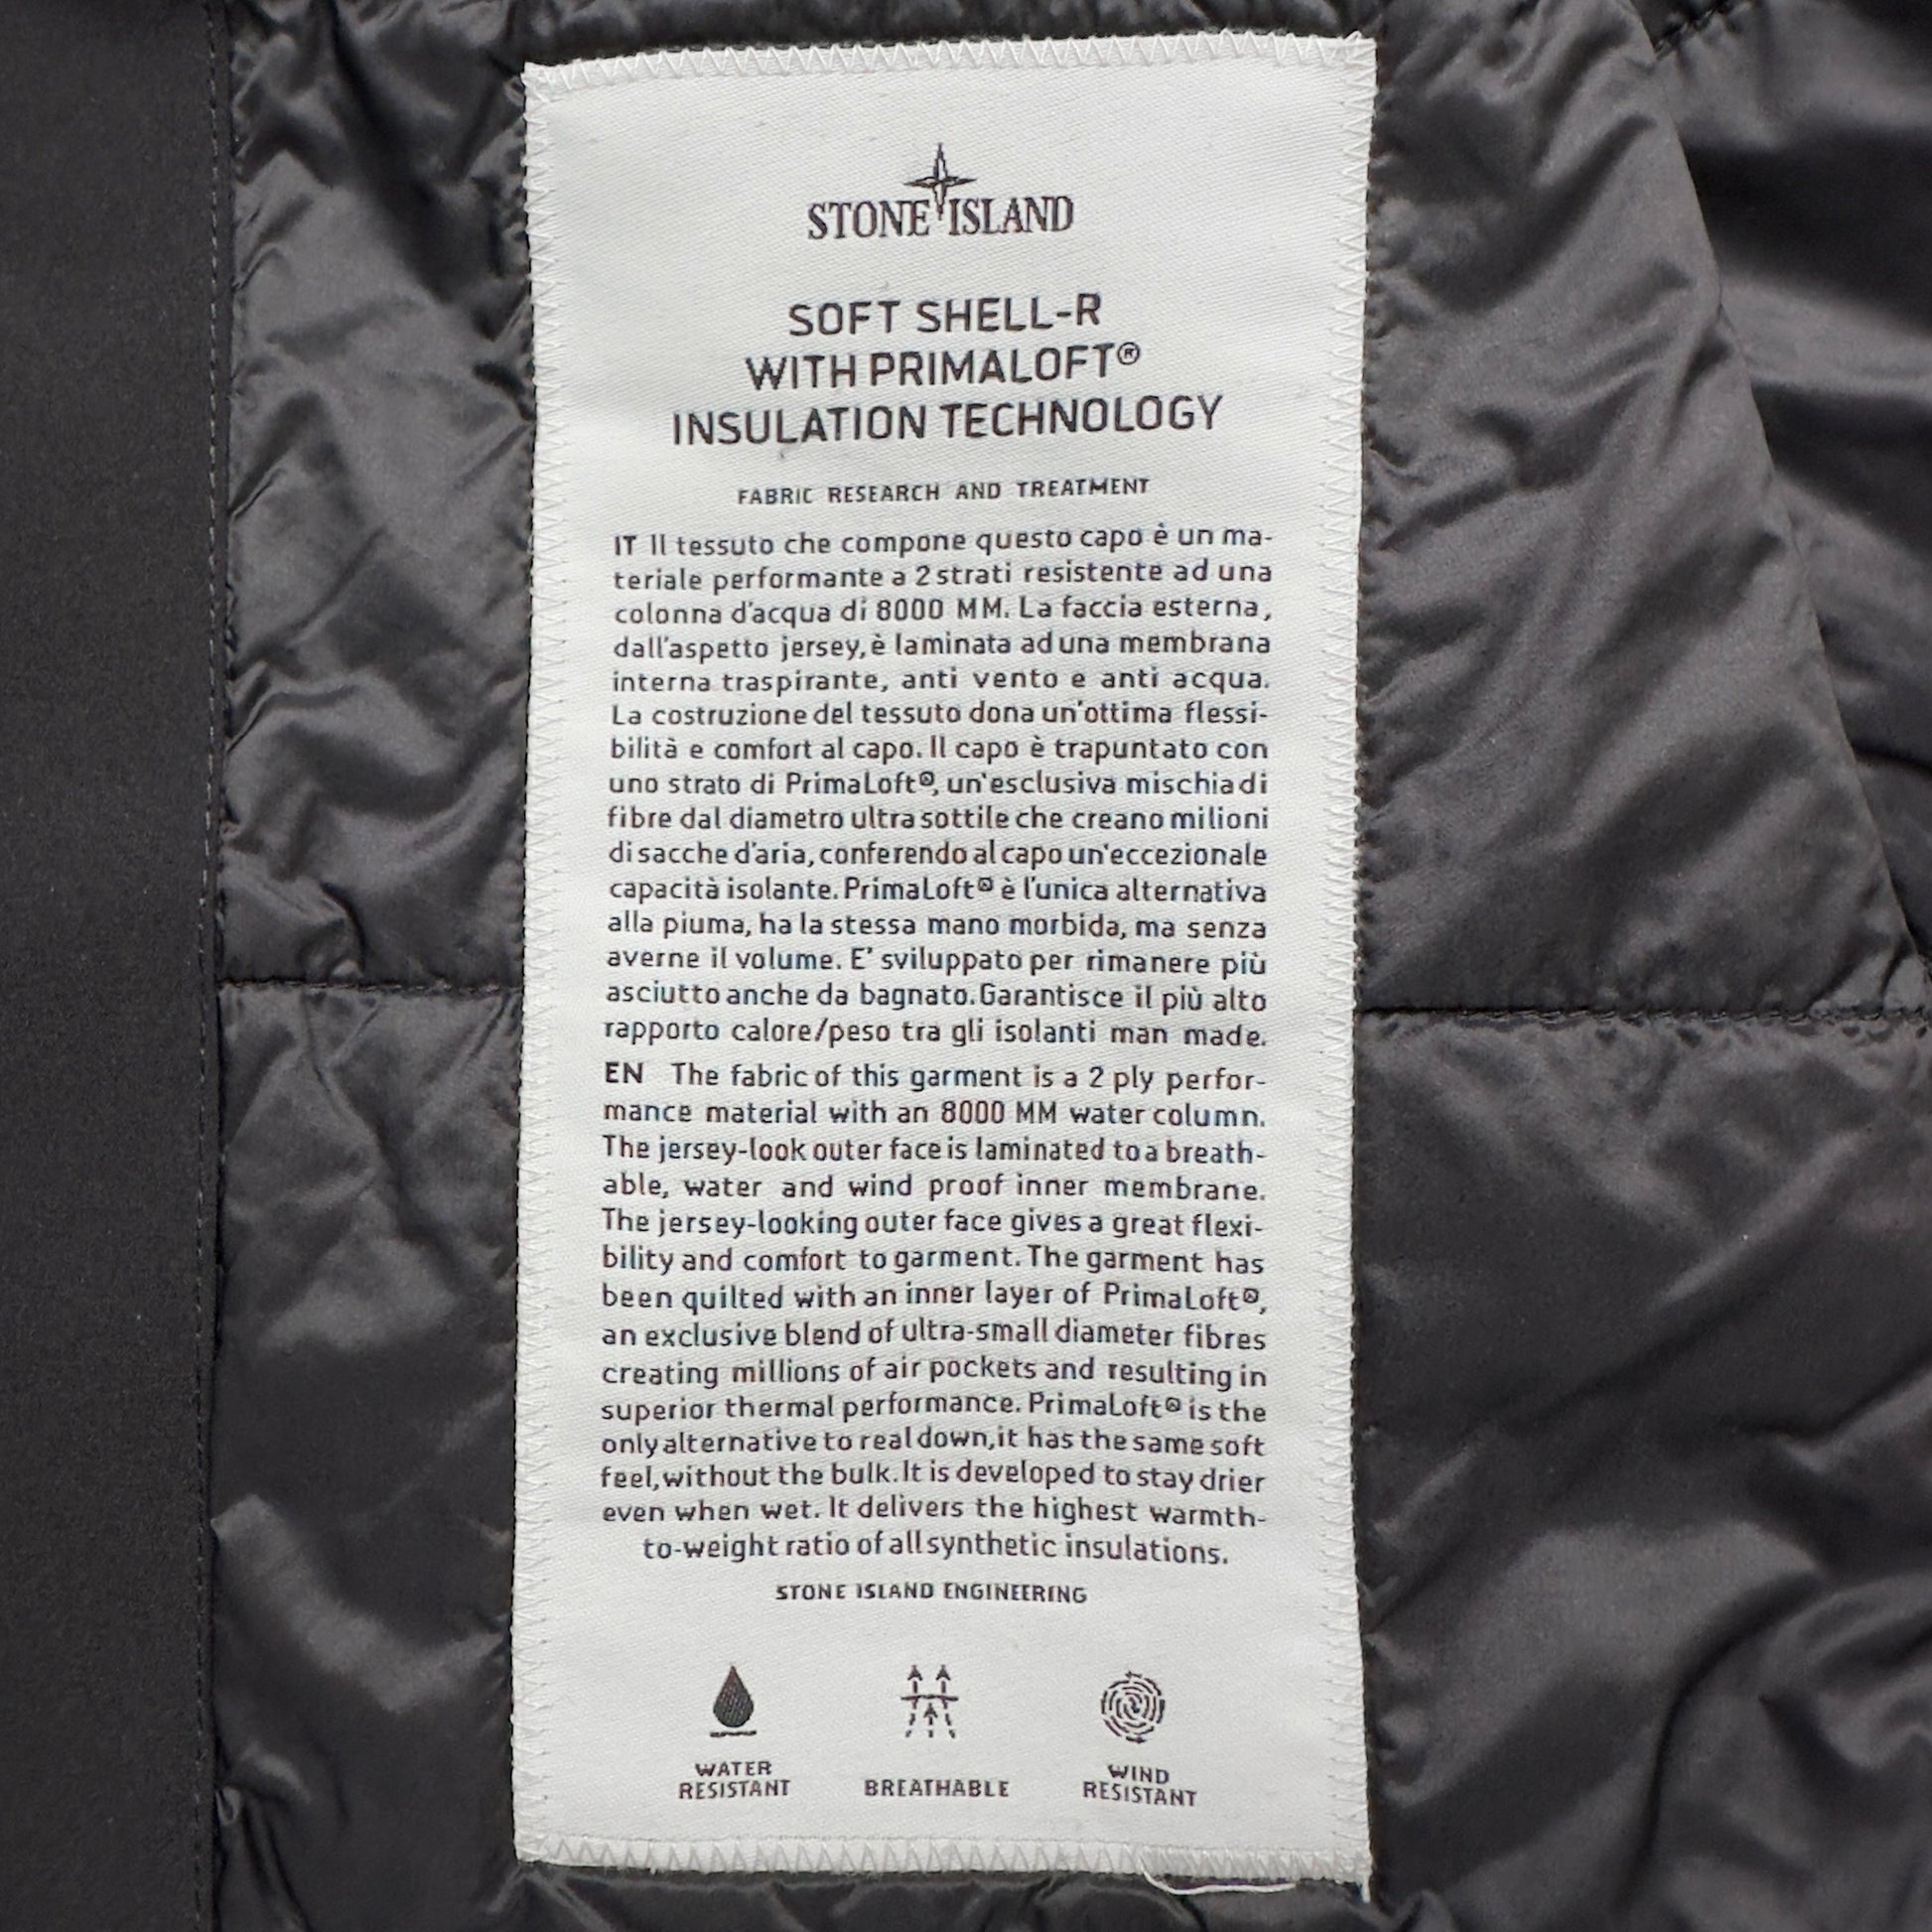 STONE ISLAND
SOFT SHELL-R
WITH PRIMALOFT®
INSULATION TECHNOLOGY
FABRIC RESEARCH AND TREATMENT
IT Il tessuto che compone questo capo è un ma-
teriale performante a 2 strati resistente ad una
colonna d'acqua di 8000 MM. La faccia esterna,
dall'aspetto jersey, è laminata ad una membrana
interna traspirante, anti vento e anti acqua.
La costruzione del tessuto dona un'ottima flessi-
bilità e comfort al capo. Il capo è trapuntato con
uno strato di PrimaLoft®, un'esclusiva mischia di
fibre dal diametro ultra sottile che creano milioni
di sacche d'aria, conferendo al capo un'eccezionale
capacità isolante. PrimaLoft® è l'unica alternativa
alla piuma, ha la stessa mano morbida, ma senza
averne il volume. E' sviluppato per rimanere più
asciutto anche da bagnato. Garantisce il più alto
rapporto calore/peso tra gli isolanti man made.
EN The fabric of this garment is a 2 ply perfor-
mance material with an 8000 MM water column.
The jersey-look outer face is laminated to a breath-
able, water and wind proof inner membrane.
The jersey-looking outer face gives a great flexi-
bility and comfort to garment. The garment has
been quilted with an inner layer of PrimaLoft®,
an exclusive blend of ultra-small diameter fibres
creating millions of air pockets and resulting in
superior thermal performance. PrimaLoft® is the
only alternative to real down, it has the same soft
feel, without the bulk. It is developed to stay drier
even when wet. It delivers the highest warmth-
to-weight ratio of all synthetic insulations.
STONE ISLAND ENGINEERING
WATER
RESISTANT
BREATHABLE
WIND
RESISTANT